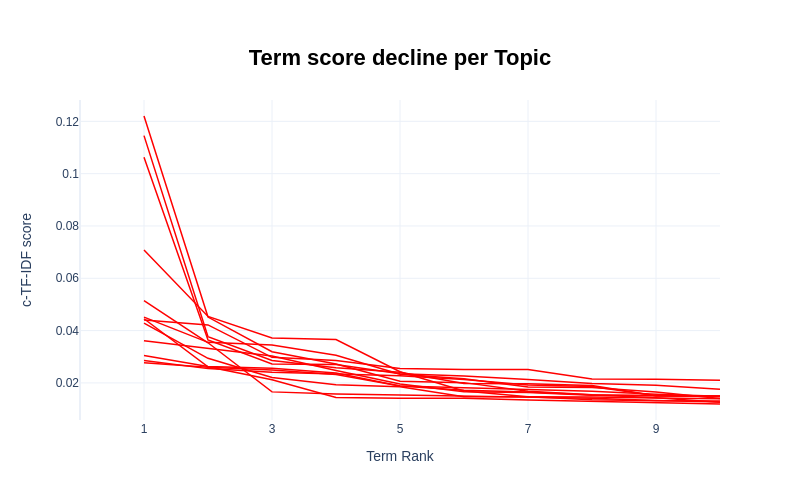 Term score decline per Topic
c-TF-IDF score
0.12
0.1
0.08
0.06
0.04
0.02
1 3 5 7 9
Term Rank